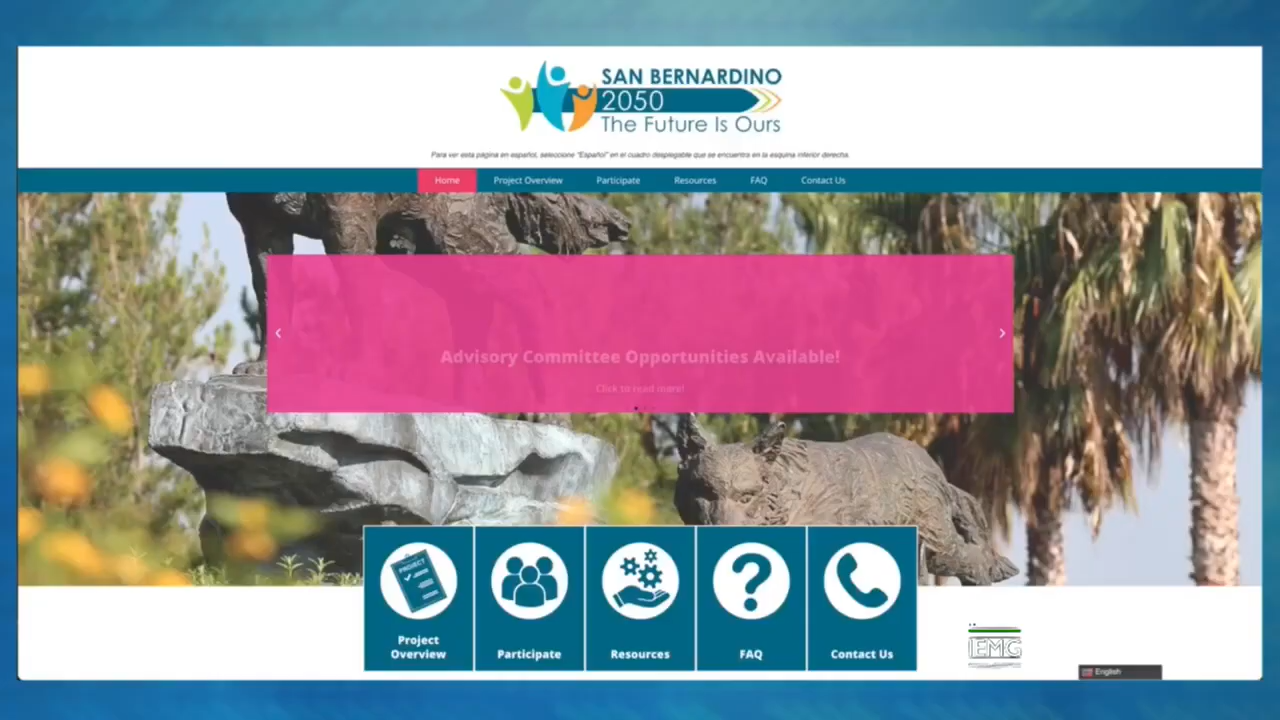 SAN BERNARDINO
2050
The Future Is Ours
Para ver esta página en español, seleccione "Español" en el cuadro desplegable que se encuentra en la esquina inferior derecha.
Home Project Overview Participate Resources FAQ Contact Us
Advisory Committee Opportunities Available!
Click to read more!
PROJECT
Project Overview
Participate
Resources
FAQ
Contact Us
IEMG
English